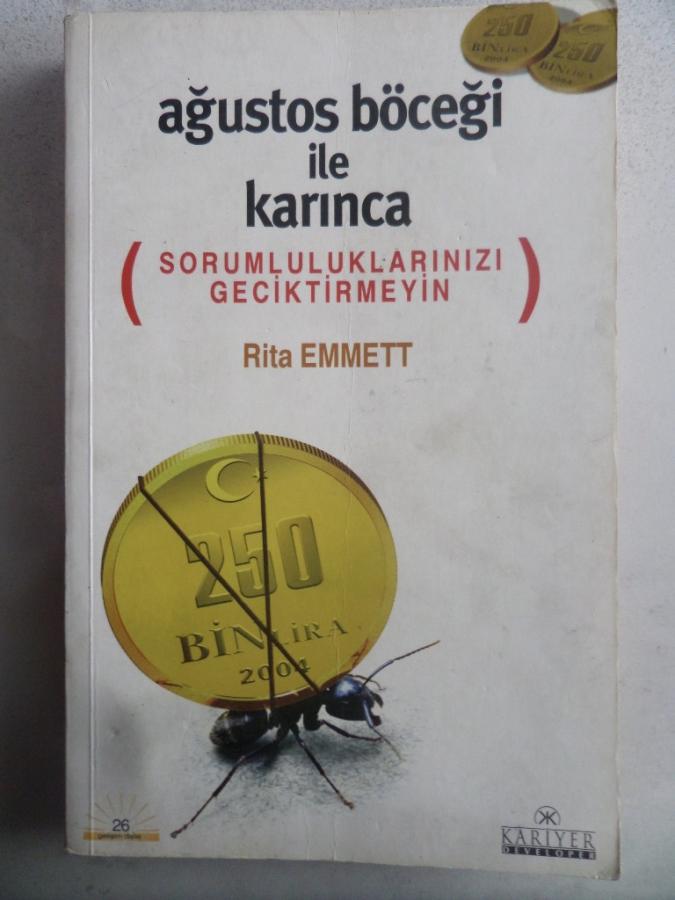 250
BİN LİRA
2004
250
BİN LİRA
2004
ağustos böceği
ile
karınca
( SORUMLULUKLARINIZI
GECİKTİRMEYİN )
Rita EMMETT
250
BİN LİRA
2004
26
KARİYER
DEVELOPER